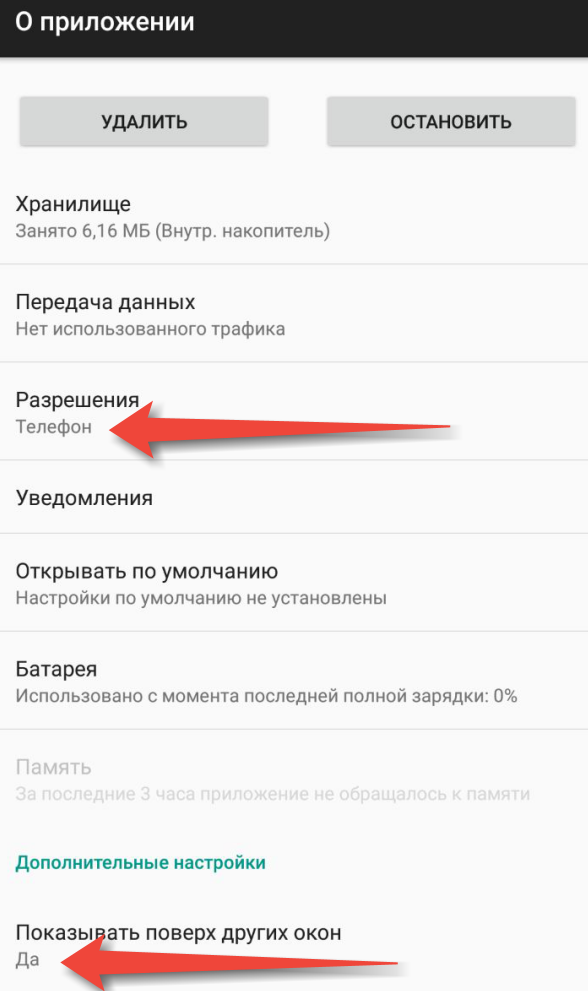 О приложении
УДАЛИТЬ
ОСТАНОВИТЬ
Хранилище
Занято 6,16 МБ (Внутр. накопитель)
Передача данных
Нет использованного трафика
Разрешения
Телефон
Уведомления
Открывать по умолчанию
Настройки по умолчанию не установлены
Батарея
Использовано с момента последней полной зарядки: 0%
Память
За последние 3 часа приложение не обращалось к памяти
Дополнительные настройки
Показывать поверх других окон
Да